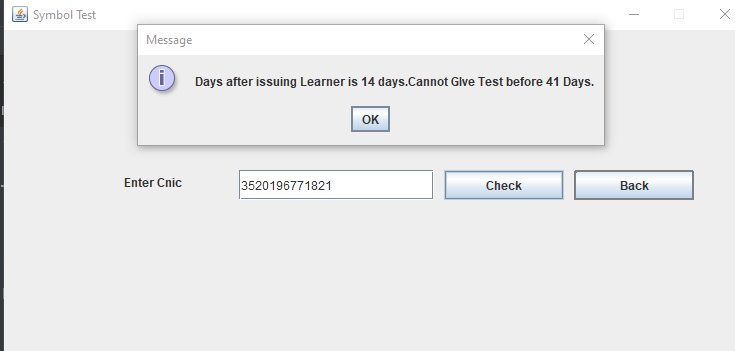 Symbol Test
Message
Days after issuing Learner is 14 days.Cannot GIve Test before 41 Days.
OK
Enter Cnic
3520196771821
Check
Back